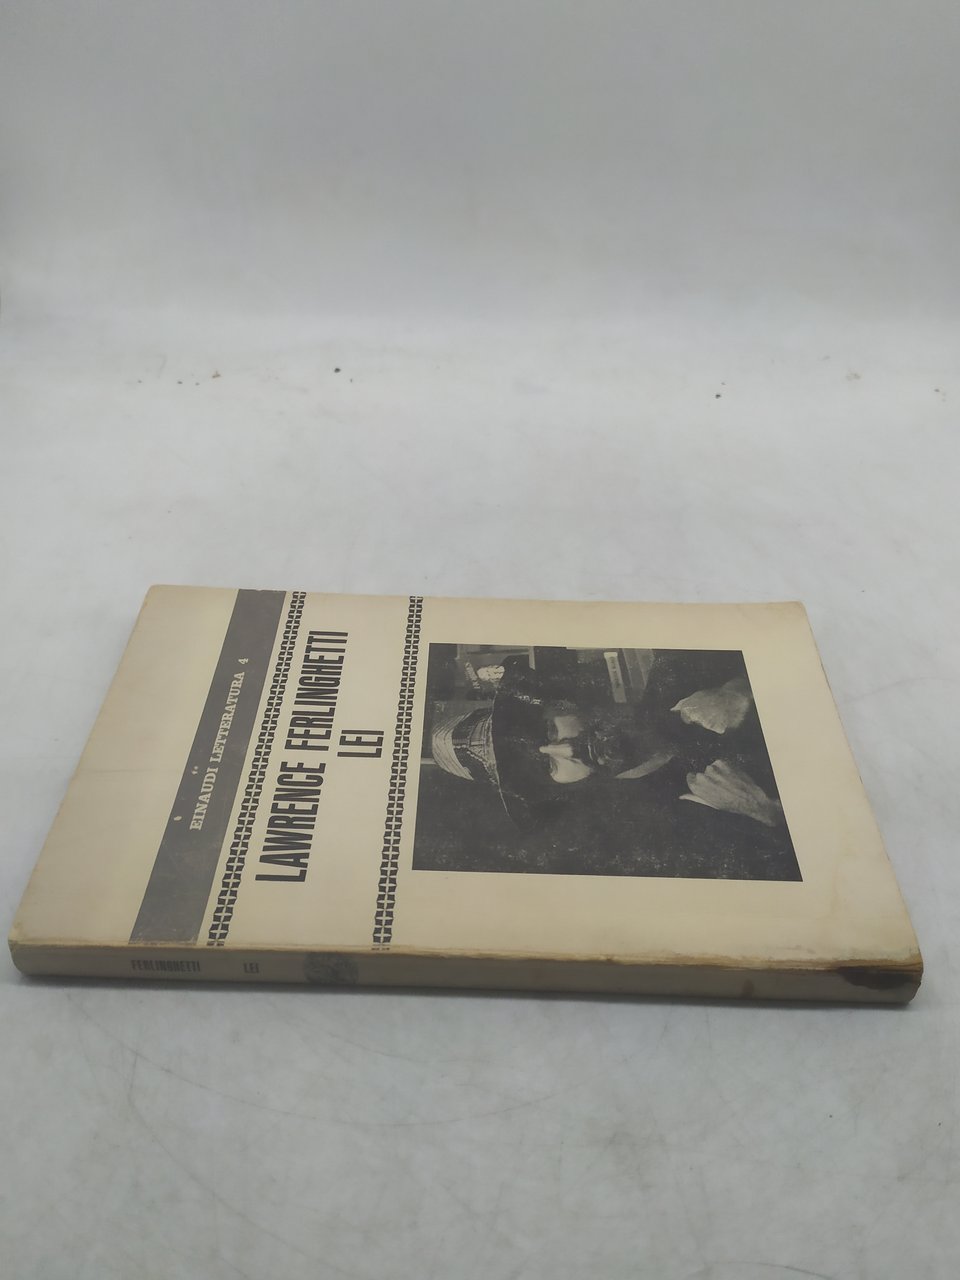 EINAUDI LETTERATURA 4
LAWRENCE FERLINGHETTI
LEI
FERLINGHETTI LEI